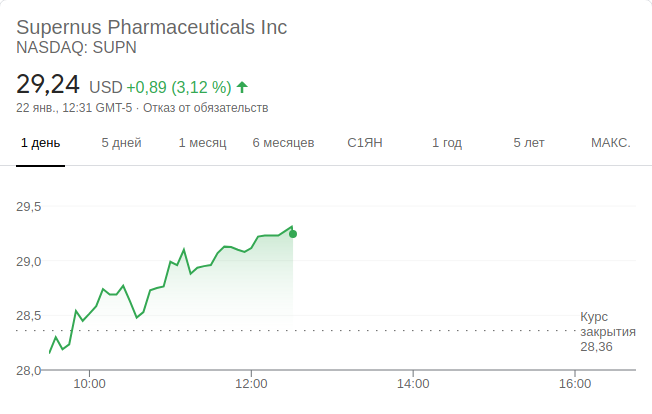 Supernus Pharmaceuticals Inc
NASDAQ: SUPN
29,24 USD +0,89 (3,12 %)
22 янв., 12:31 GMT-5 · Отказ от обязательств
1 день 5 дней 1 месяц 6 месяцев С1ЯН 1 год 5 лет МАКС.
29,5
29,0
28,5
Курс
закрытия
28,36
28,0
10:00 12:00 14:00 16:00